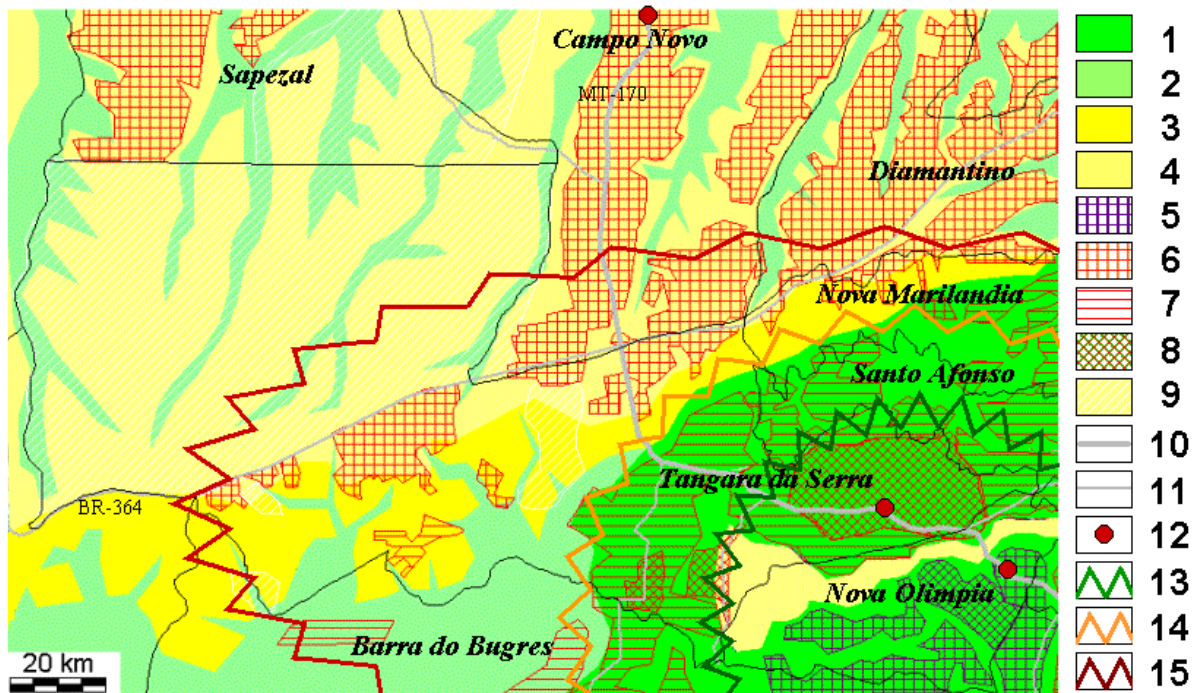 Campo Novo
Sapezal
MT-170
Diamantino
Nova Marilandia
Santo Afonso
Tangara da Serra
BR-364
Nova Olimpia
Barra do Bugres
20 km
1
2
3
4
5
6
7
8
9
10
11
12
13
14
15